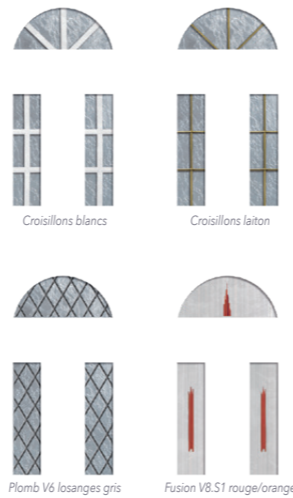 Croisillons blancs
Croisillons laiton
Plomb V6 losanges gris
Fusion V8.S1 rouge/orange